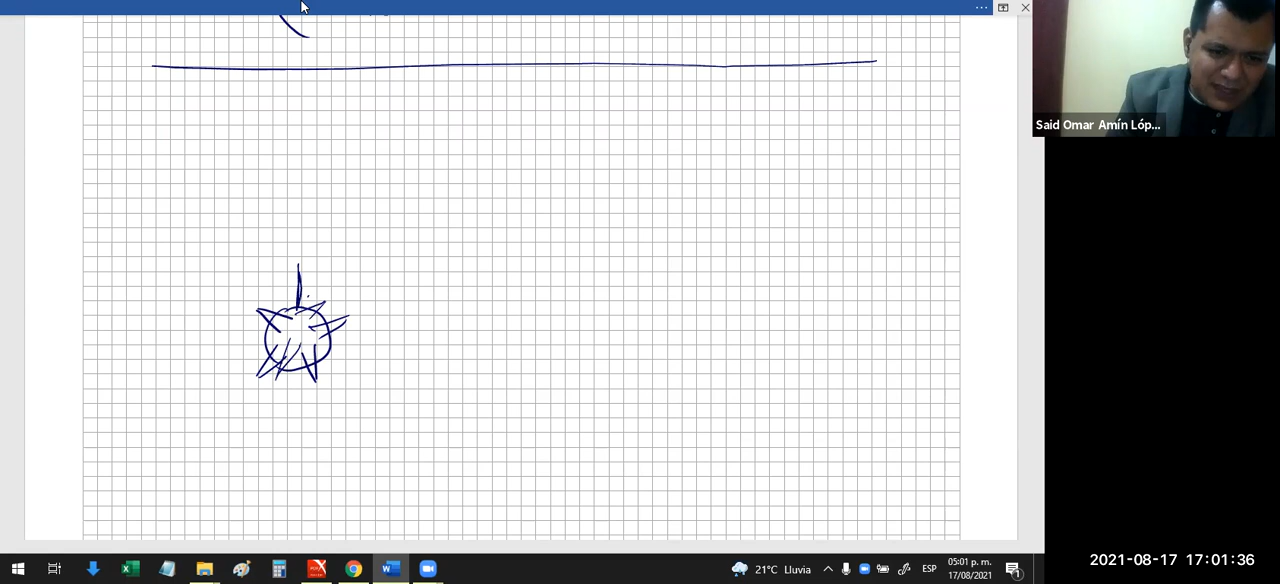 Said Omar Amín Lóp...
21°C Lluvia
ESP
05:01 p. m.
17/08/2021
2021-08-17 17:01:36